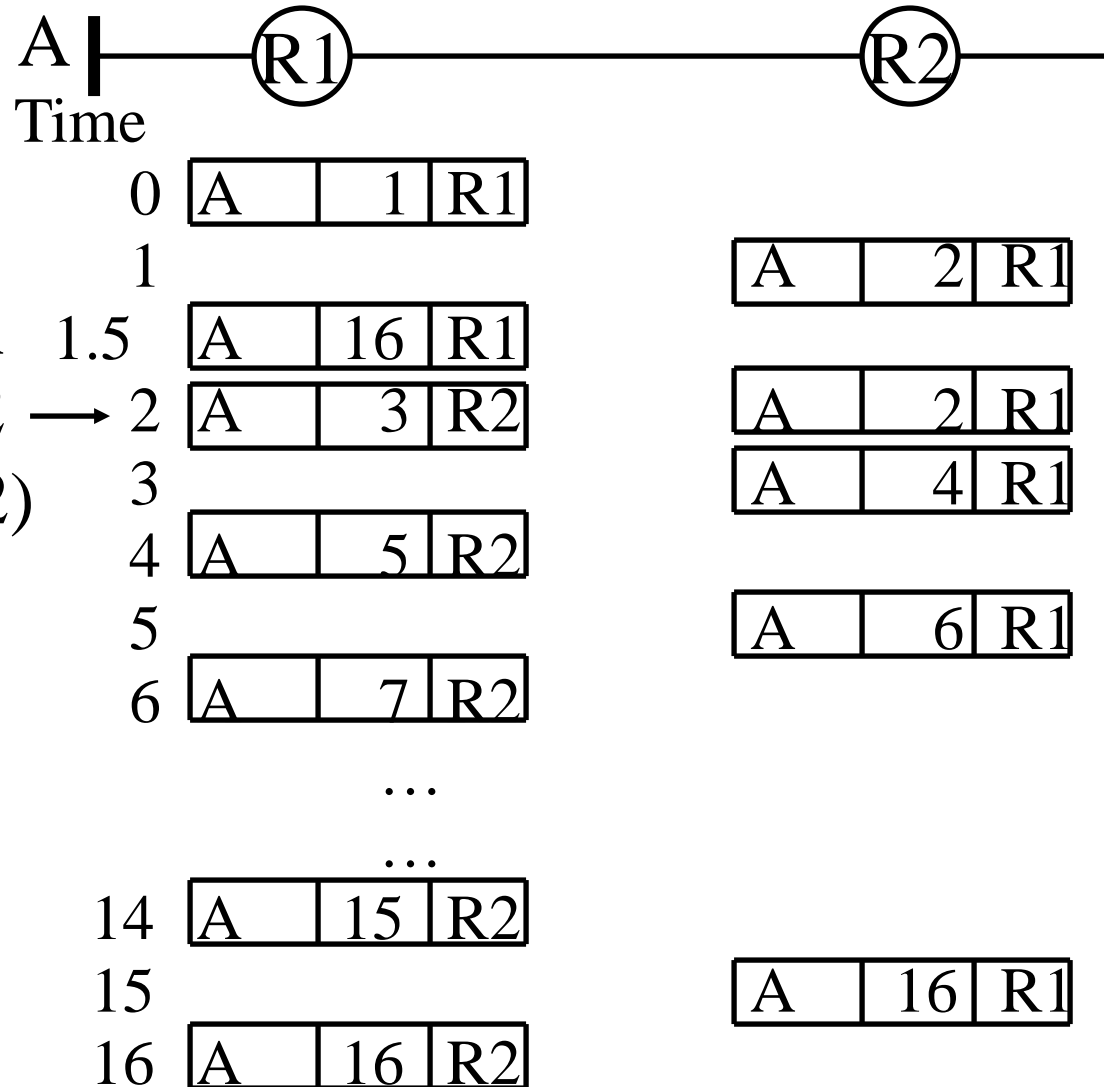 A R1 R2
Time
0 A 1 R1
1 A 2 R1
1.5 A 16 R1
2 A 3 R2 A 2 R1
2)
3 A 4 R1
4 A 5 R2
5 A 6 R1
6 A 7 R2
...
...
14 A 15 R2
15 A 16 R1
16 A 16 R2